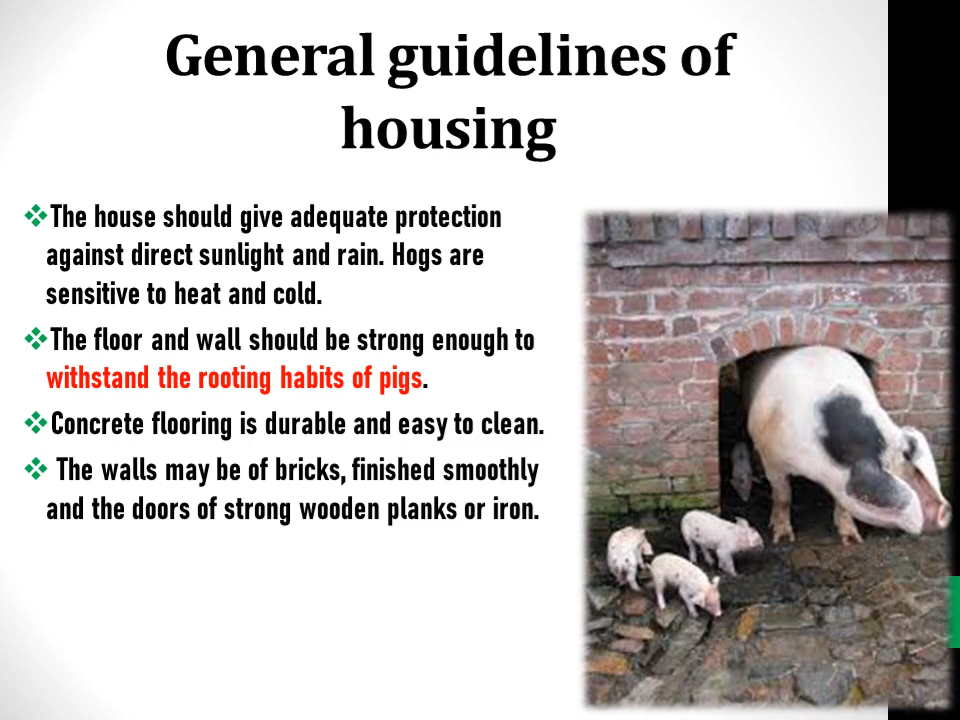 General guidelines of
housing
❖The house should give adequate protection
against direct sunlight and rain. Hogs are
sensitive to heat and cold.
❖The floor and wall should be strong enough to
withstand the rooting habits of pigs.
❖Concrete flooring is durable and easy to clean.
❖ The walls may be of bricks, finished smoothly
and the doors of strong wooden planks or iron.